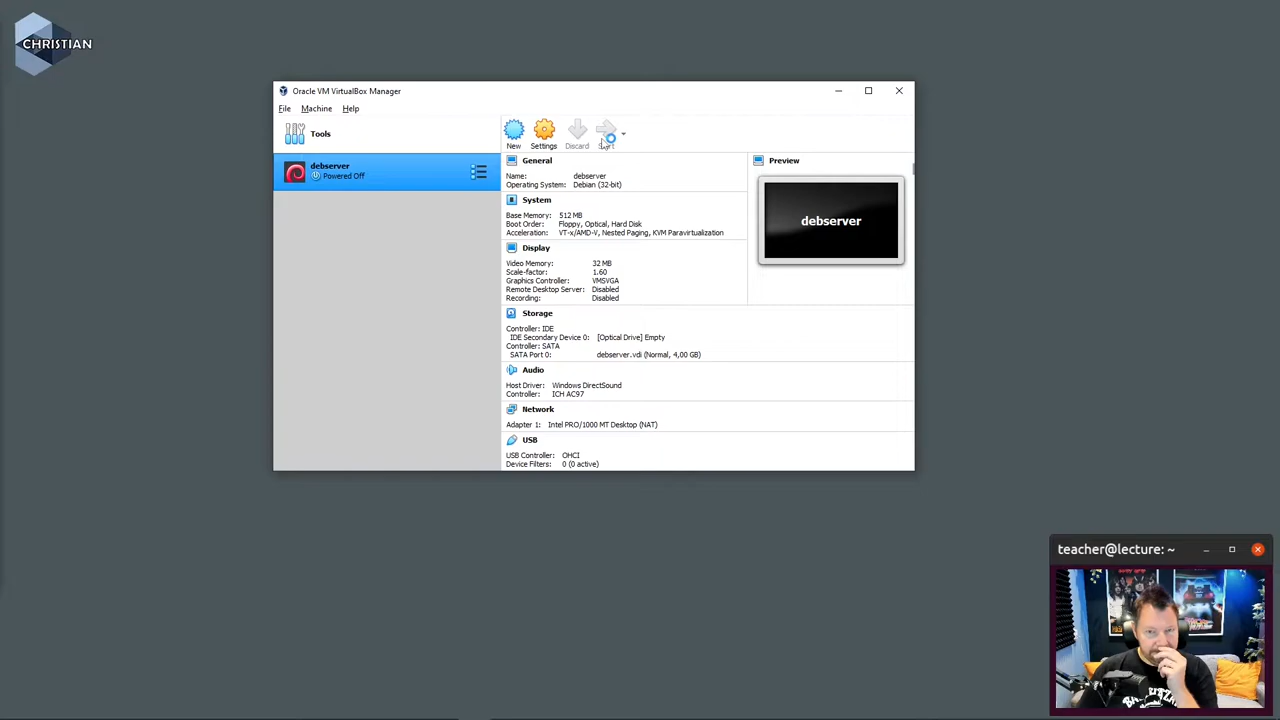 CHRISTIAN
Oracle VM VirtualBox Manager
File Machine Help
Tools
New Settings Discard Start
debserver
Powered Off
General
Name: debserver
Operating System: Debian (32-bit)
System
Base Memory: 512 MB
Boot Order: Floppy, Optical, Hard Disk
Acceleration: VT-x/AMD-V, Nested Paging, KVM Paravirtualization
Display
Video Memory: 32 MB
Scale-factor: 1.60
Graphics Controller: VMSVGA
Remote Desktop Server: Disabled
Recording: Disabled
Storage
Controller: IDE
IDE Secondary Device 0: [Optical Drive] Empty
Controller: SATA
SATA Port 0: debserver.vdi (Normal, 4,00 GB)
Audio
Host Driver: Windows DirectSound
Controller: ICH AC97
Network
Adapter 1: Intel PRO/1000 MT Desktop (NAT)
USB
USB Controller: OHCI
Device Filters: 0 (0 active)
Preview
debserver
teacher@lecture: ~